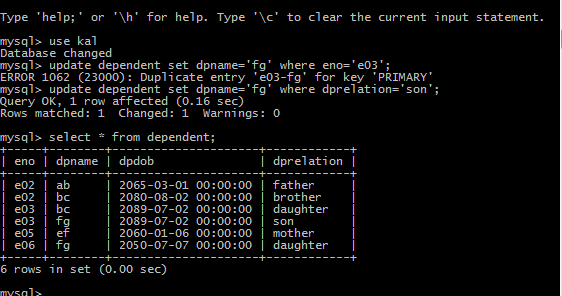 Type 'help;' or '\h' for help. Type '\c' to clear the current input statement.
mysql> use kal
Database changed
mysql> update dependent set dpname='fg' where eno='e03';
ERROR 1062 (23000): Duplicate entry 'e03-fg' for key 'PRIMARY'
mysql> update dependent set dpname='fg' where dprelation='son';
Query OK, 1 row affected (0.16 sec)
Rows matched: 1  Changed: 1  Warnings: 0
mysql> select * from dependent;
+-----+--------+---------------------+------------+
| eno | dpname | dpdob               | dprelation |
+-----+--------+---------------------+------------+
| e02 | ab     | 2065-03-01 00:00:00 | father     |
| e02 | bc     | 2080-08-02 00:00:00 | brother    |
| e03 | bc     | 2089-07-02 00:00:00 | daughter   |
| e03 | fg     | 2089-07-02 00:00:00 | son        |
| e05 | ef     | 2060-01-06 00:00:00 | mother     |
| e06 | fg     | 2050-07-07 00:00:00 | daughter   |
+-----+--------+---------------------+------------+
6 rows in set (0.00 sec)
mysql>